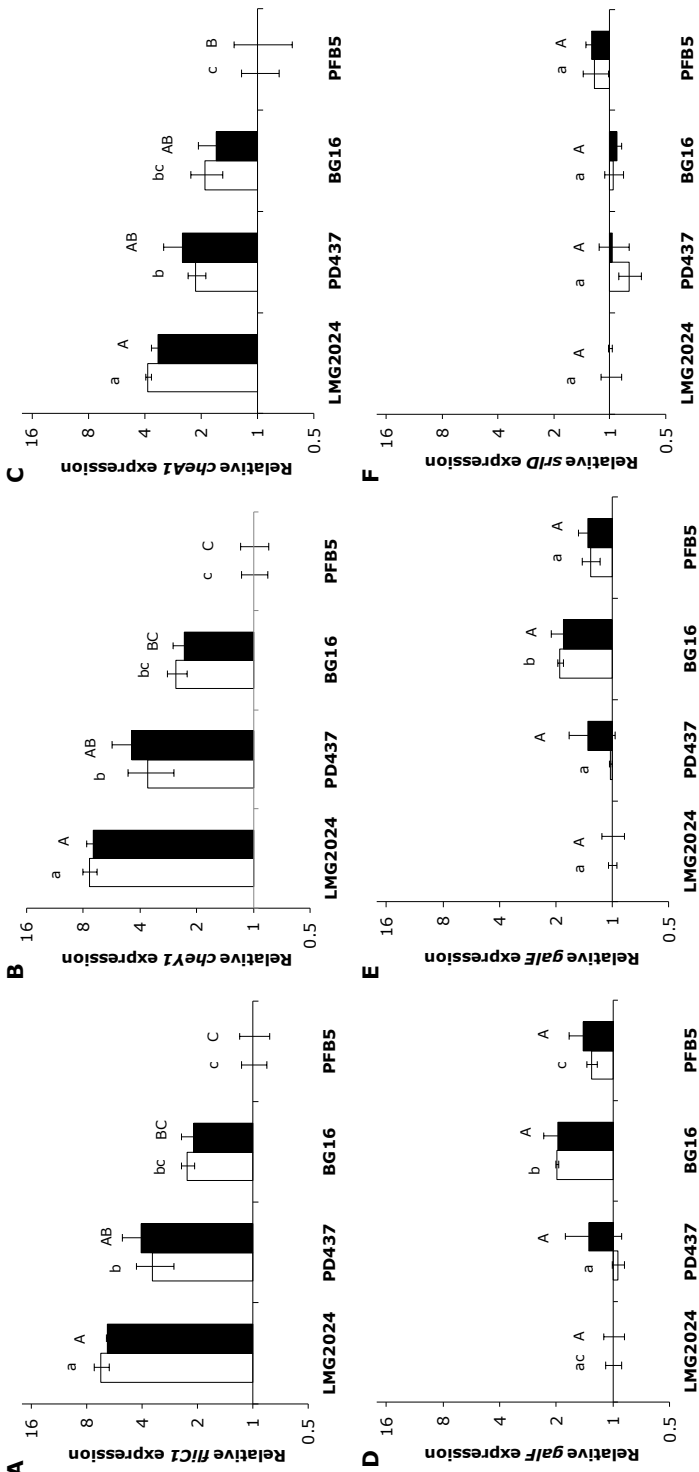 A
Relative fliC1 expression
16
8
4
2
1
0.5
a A b AB bc BC c C
LMG2024 PD437 BG16 PFB5
B
Relative cheY1 expression
16
8
4
2
1
0.5
a A b AB bc BC c C
LMG2024 PD437 BG16 PFB5
C
Relative cheA1 expression
16
8
4
2
1
0.5
a A b AB bc AB c B
LMG2024 PD437 BG16 PFB5
D
Relative galF expression
16
8
4
2
1
0.5
ac A a A b A c A
LMG2024 PD437 BG16 PFB5
E
Relative galE expression
16
8
4
2
1
0.5
a A a A b A a A
LMG2024 PD437 BG16 PFB5
F
Relative srlD expression
16
8
4
2
1
0.5
a A a A a A a A
LMG2024 PD437 BG16 PFB5